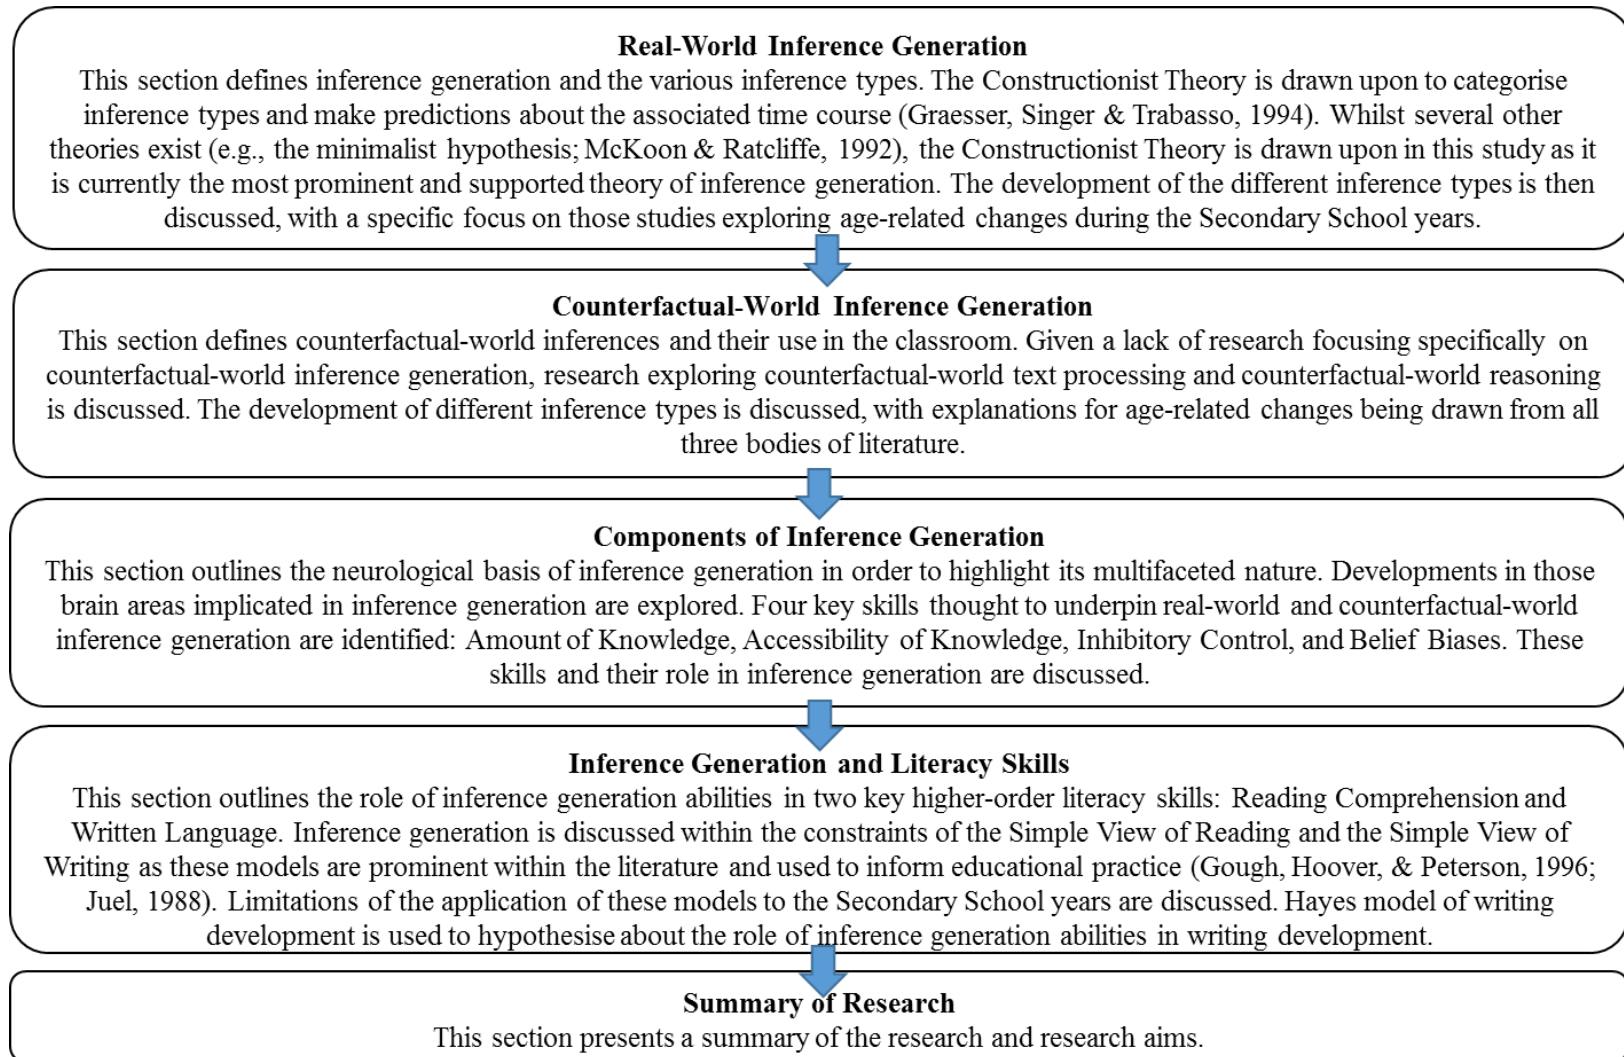 Real-World Inference Generation
This section defines inference generation and the various inference types. The Constructionist Theory is drawn upon to categorise
inference types and make predictions about the associated time course (Graesser, Singer & Trabasso, 1994). Whilst several other
theories exist (e.g., the minimalist hypothesis; McKoon & Ratcliffe, 1992), the Constructionist Theory is drawn upon in this study as it
is currently the most prominent and supported theory of inference generation. The development of the different inference types is then
discussed, with a specific focus on those studies exploring age-related changes during the Secondary School years.
Counterfactual-World Inference Generation
This section defines counterfactual-world inferences and their use in the classroom. Given a lack of research focusing specifically on
counterfactual-world inference generation, research exploring counterfactual-world text processing and counterfactual-world reasoning
is discussed. The development of different inference types is discussed, with explanations for age-related changes being drawn from all
three bodies of literature.
Components of Inference Generation
This section outlines the neurological basis of inference generation in order to highlight its multifaceted nature. Developments in those
brain areas implicated in inference generation are explored. Four key skills thought to underpin real-world and counterfactual-world
inference generation are identified: Amount of Knowledge, Accessibility of Knowledge, Inhibitory Control, and Belief Biases. These
skills and their role in inference generation are discussed.
Inference Generation and Literacy Skills
This section outlines the role of inference generation abilities in two key higher-order literacy skills: Reading Comprehension and
Written Language. Inference generation is discussed within the constraints of the Simple View of Reading and the Simple View of
Writing as these models are prominent within the literature and used to inform educational practice (Gough, Hoover, & Peterson, 1996;
Juel, 1988). Limitations of the application of these models to the Secondary School years are discussed. Hayes model of writing
development is used to hypothesise about the role of inference generation abilities in writing development.
Summary of Research
This section presents a summary of the research and research aims.